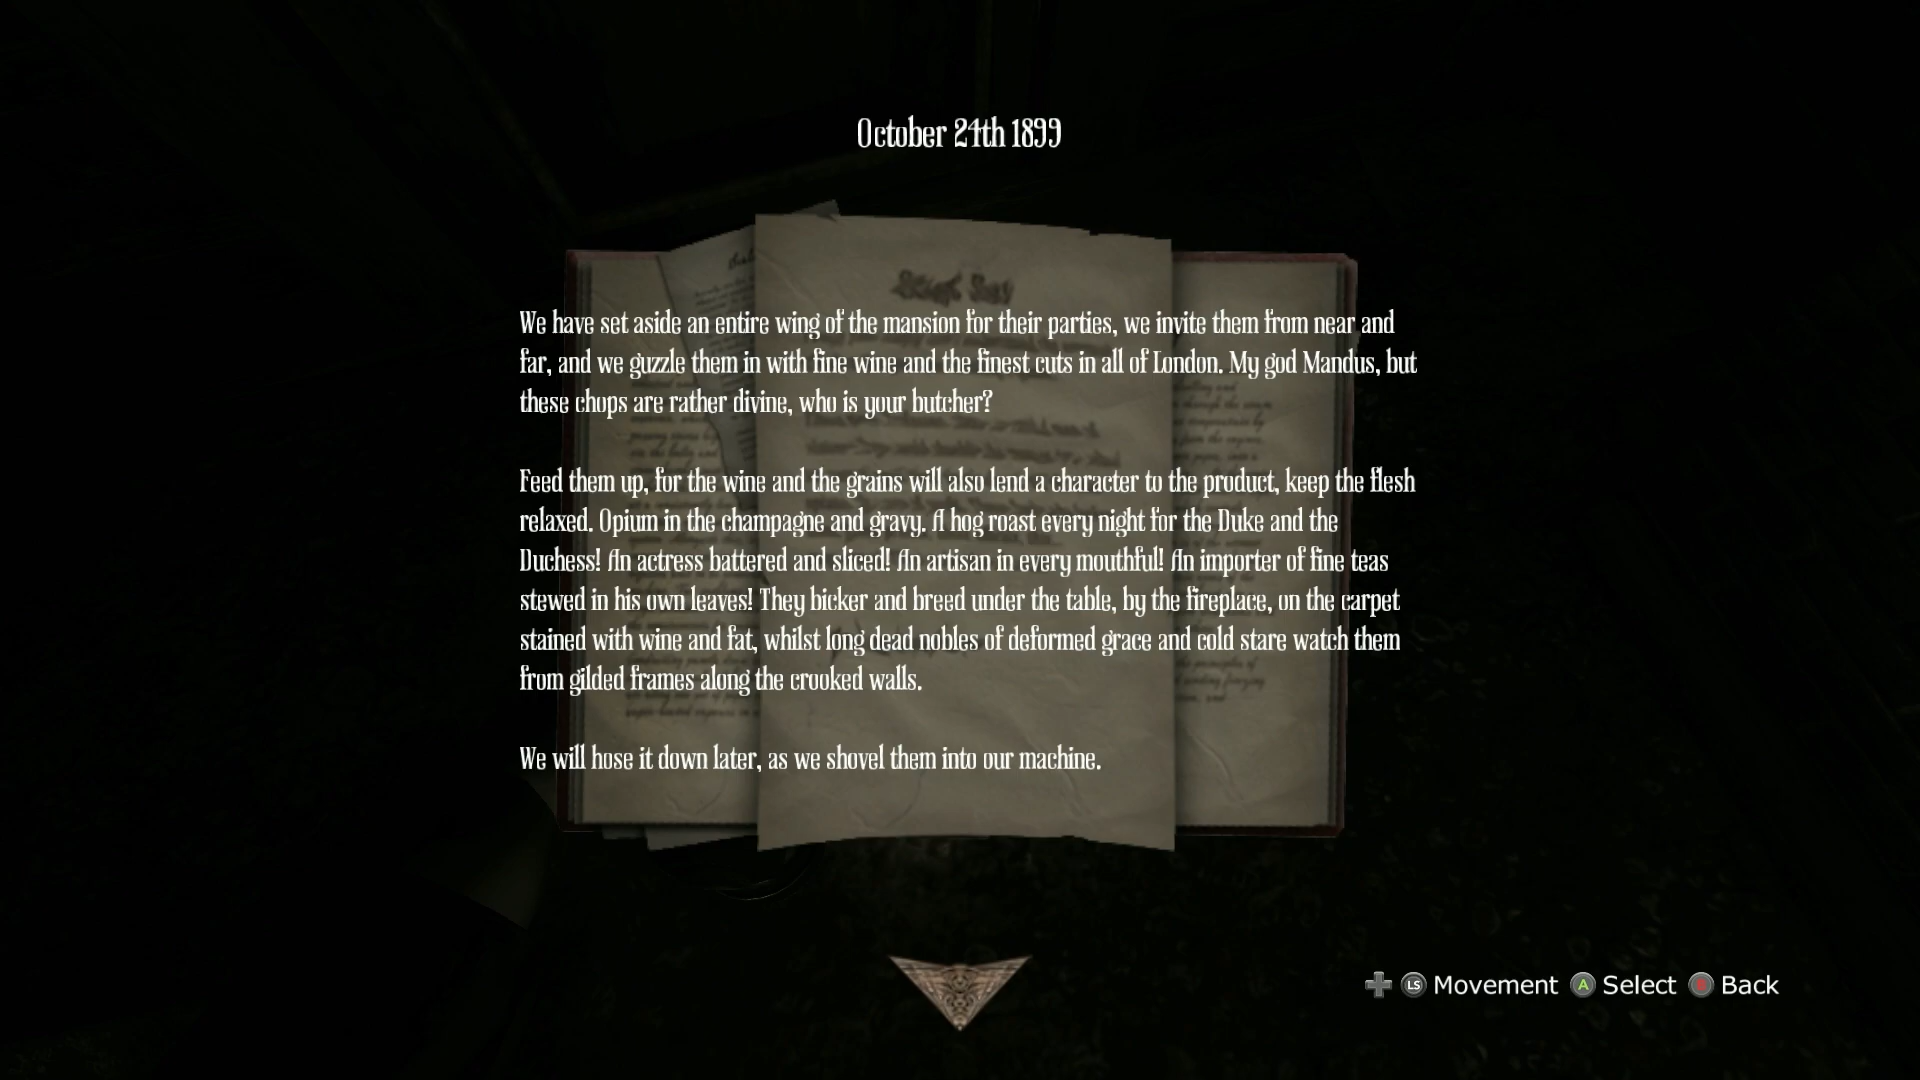 October 24th 1899
We have set aside an entire wing of the mansion for their parties, we invite them from near and
far, and we guzzle them in with fine wine and the finest cuts in all of London. My god Mandus, but
these chops are rather divine, who is your butcher?
Feed them up, for the wine and the grains will also lend a character to the product, keep the flesh
relaxed. Opium in the champagne and gravy. A hog roast every night for the Duke and the
Duchess! An actress battered and sliced! An artisan in every mouthful! An importer of fine teas
stewed in his own leaves! They bicker and breed under the table, by the fireplace, on the carpet
stained with wine and fat, whilst long dead nobles of deformed grace and cold stare watch them
from gilded frames along the crooked walls.
We will hose it down later, as we shovel them into our machine.
LS Movement A Select B Back